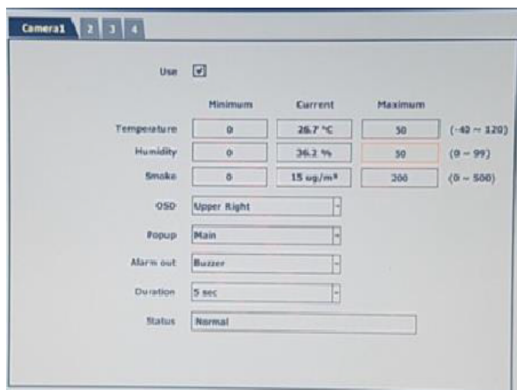 Camera1 2 3 4
Use
Minimum Current Maximum
Temperature 0 26.7 °C 50 (-40 ~ 120)
Humidity 0 36.2 % 50 (0 ~ 99)
Smoke 0 15 ug/m³ 200 (0 ~ 500)
OSD Upper Right
Popup Main
Alarm out Buzzer
Duration 5 sec
Status Normal